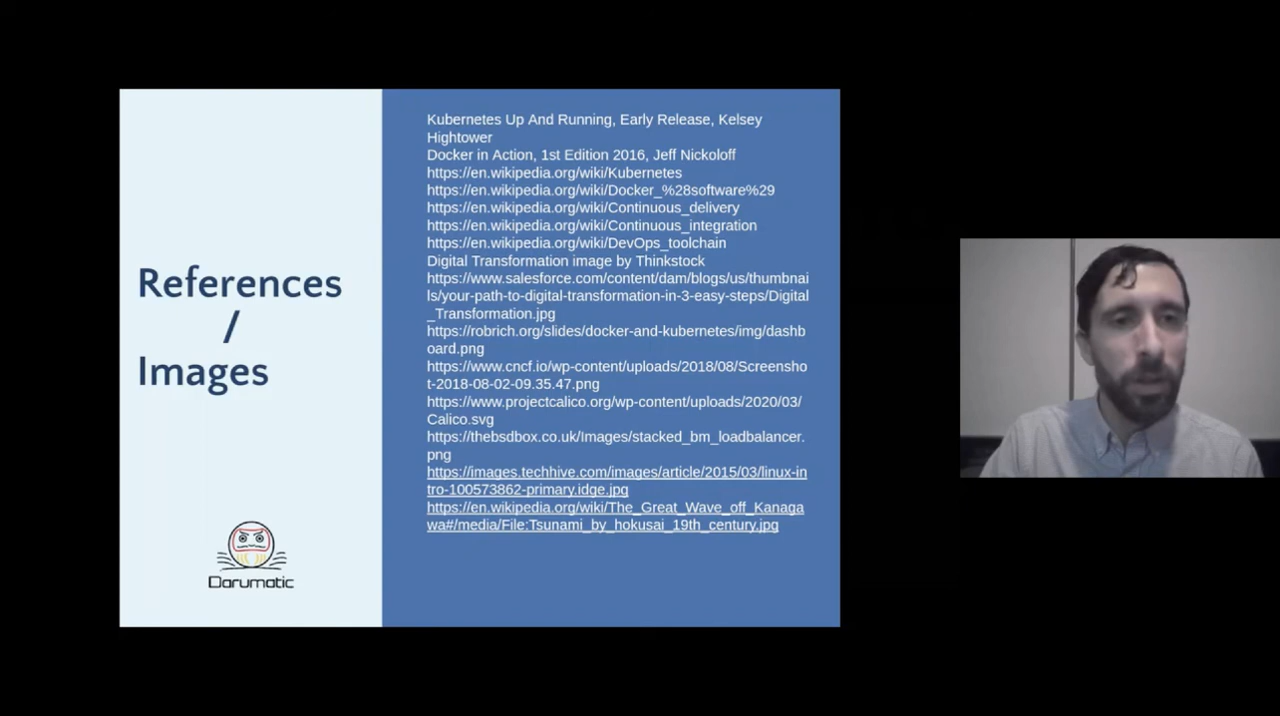 References
/
Images
Darumatic
Kubernetes Up And Running, Early Release, Kelsey
Hightower
Docker in Action, 1st Edition 2016, Jeff Nickoloff
https://en.wikipedia.org/wiki/Kubernetes
https://en.wikipedia.org/wiki/Docker_%28software%29
https://en.wikipedia.org/wiki/Continuous_delivery
https://en.wikipedia.org/wiki/Continuous_integration
https://en.wikipedia.org/wiki/DevOps_toolchain
Digital Transformation image by Thinkstock
https://www.salesforce.com/content/dam/blogs/us/thumbnai
ls/your-path-to-digital-transformation-in-3-easy-steps/Digital
_Transformation.jpg
https://robrich.org/slides/docker-and-kubernetes/img/dashb
oard.png
https://www.cncf.io/wp-content/uploads/2018/08/Screensho
t-2018-08-02-09.35.47.png
https://www.projectcalico.org/wp-content/uploads/2020/03/
Calico.svg
https://thebsdbox.co.uk/Images/stacked_bm_loadbalancer.
png
https://images.techhive.com/images/article/2015/03/linux-in
tro-100573862-primary.idge.jpg
https://en.wikipedia.org/wiki/The_Great_Wave_off_Kanaga
wa#/media/File:Tsunami_by_hokusai_19th_century.jpg